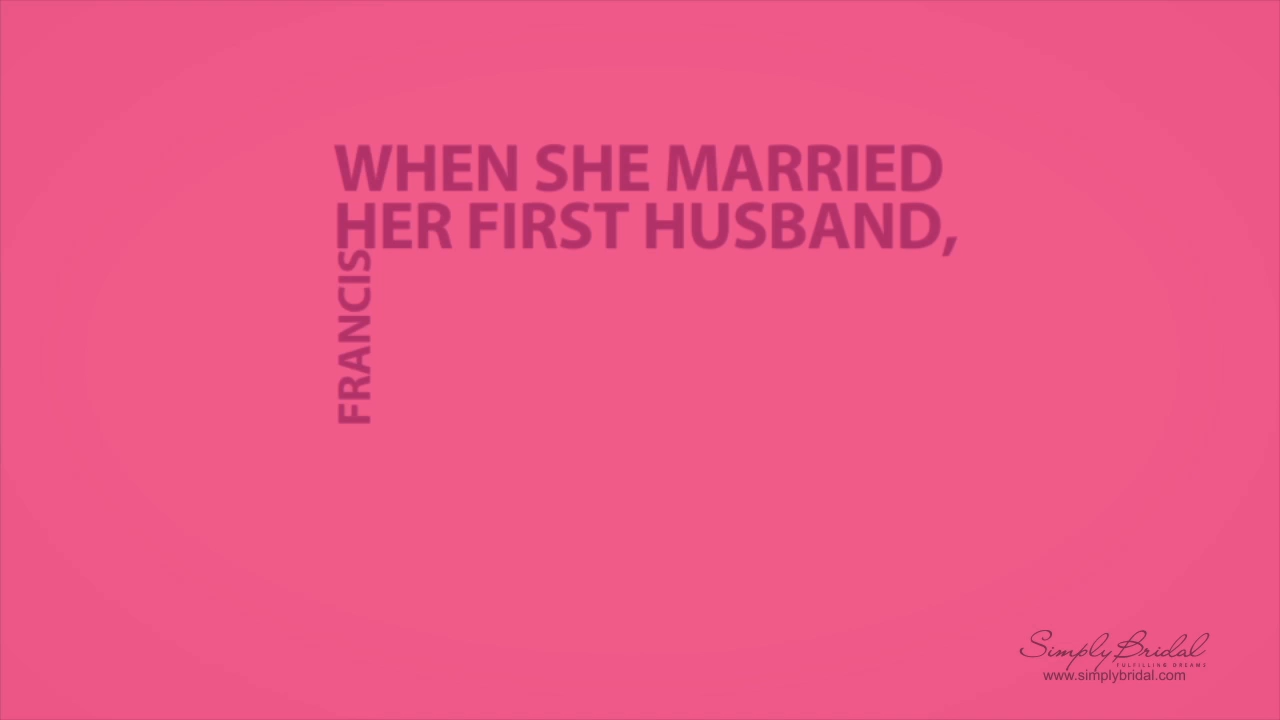 WHEN SHE MARRIED
HER FIRST HUSBAND,
FRANCIS
Simply Bridal
FULFILLING DREAMS
www.simplybridal.com